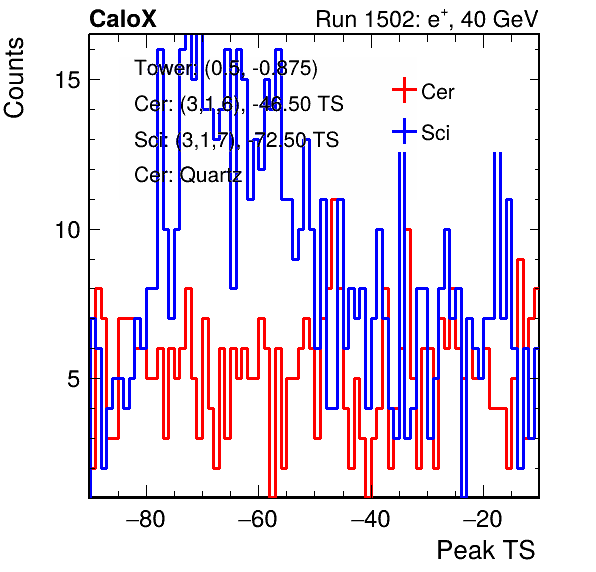 CaloX Run 1502: e⁺, 40 GeV
Counts
Tower: (0.5, -0.875)
Cer: (3,1,6), -46.50 TS
Sci: (3,1,7), -72.50 TS
Cer: Quartz
Cer
Sci
15
10
5
−80 −60 −40 −20
Peak TS